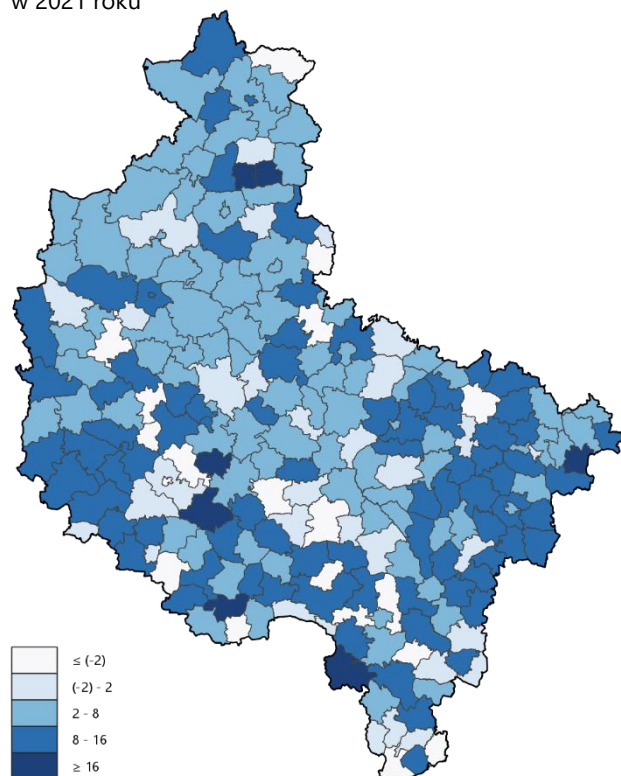 w 2021 roku
≤ (-2)
(-2) - 2
2 - 8
8 - 16
≥ 16